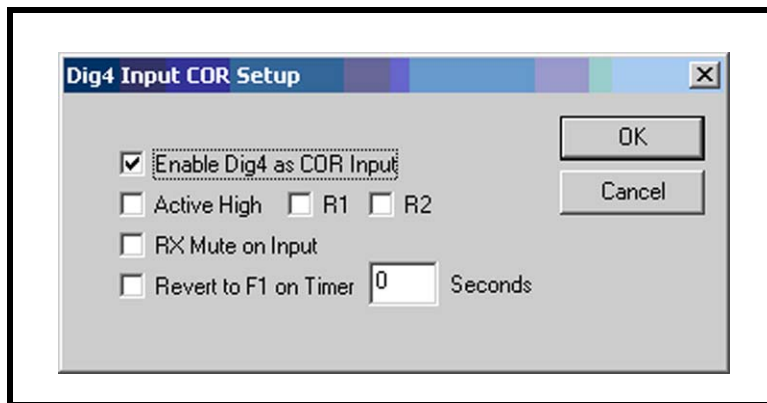 Dig4 Input COR Setup
OK
Enable Dig4 as COR Input
Cancel
Active High R1 R2
RX Mute on Input
Revert to F1 on Timer 0 Seconds